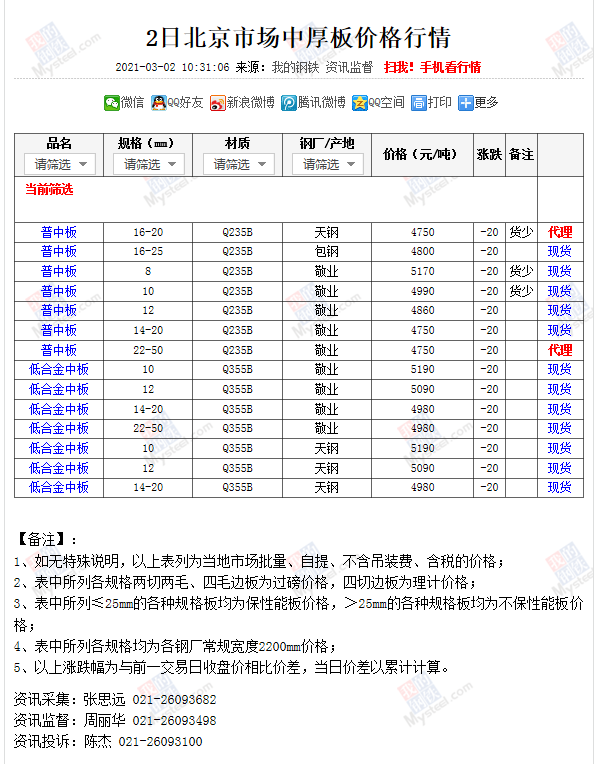 2日北京市场中厚板价格行情
2021-03-02 10:31:06 来源：我的钢铁 资讯监督 扫我！手机看行情
微信 QQ好友 新浪微博 腾讯微博 QQ空间 打印 更多
品名 规格（mm） 材质 钢厂/产地 价格（元/吨） 涨跌 备注
请筛选 请筛选 请筛选 请筛选
当前筛选
普中板 16-20 Q235B 天钢 4750 -20 货少 代理
普中板 16-25 Q235B 包钢 4800 -20 现货
普中板 8 Q235B 敬业 5170 -20 货少 现货
普中板 10 Q235B 敬业 4990 -20 货少 现货
普中板 12 Q235B 敬业 4860 -20 现货
普中板 14-20 Q235B 敬业 4750 -20 现货
普中板 22-50 Q235B 敬业 4750 -20 代理
低合金中板 10 Q355B 敬业 5190 -20 现货
低合金中板 12 Q355B 敬业 5090 -20 现货
低合金中板 14-20 Q355B 敬业 4980 -20 现货
低合金中板 22-50 Q355B 敬业 4980 -20 现货
低合金中板 10 Q355B 天钢 5190 -20 现货
低合金中板 12 Q355B 天钢 5090 -20 现货
低合金中板 14-20 Q355B 天钢 4980 -20 现货
【备注】：
1、如无特殊说明，以上表列为当地市场批量、自提、不含吊装费、含税的价格；
2、表中所列各规格两切两毛、四毛边板为过磅价格，四切边板为理计价格；
3、表中所列≤25mm的各种规格板均为保性能板价格，＞25mm的各种规格板均为不保性能板价
格；
4、表中所列各规格均为各钢厂常规宽度2200mm价格；
5、以上涨跌幅为与前一交易日收盘价相比价差，当日价差以累计计算。
资讯采集：张思远 021-26093682
资讯监督：周丽华 021-26093498
资讯投诉：陈杰 021-26093100